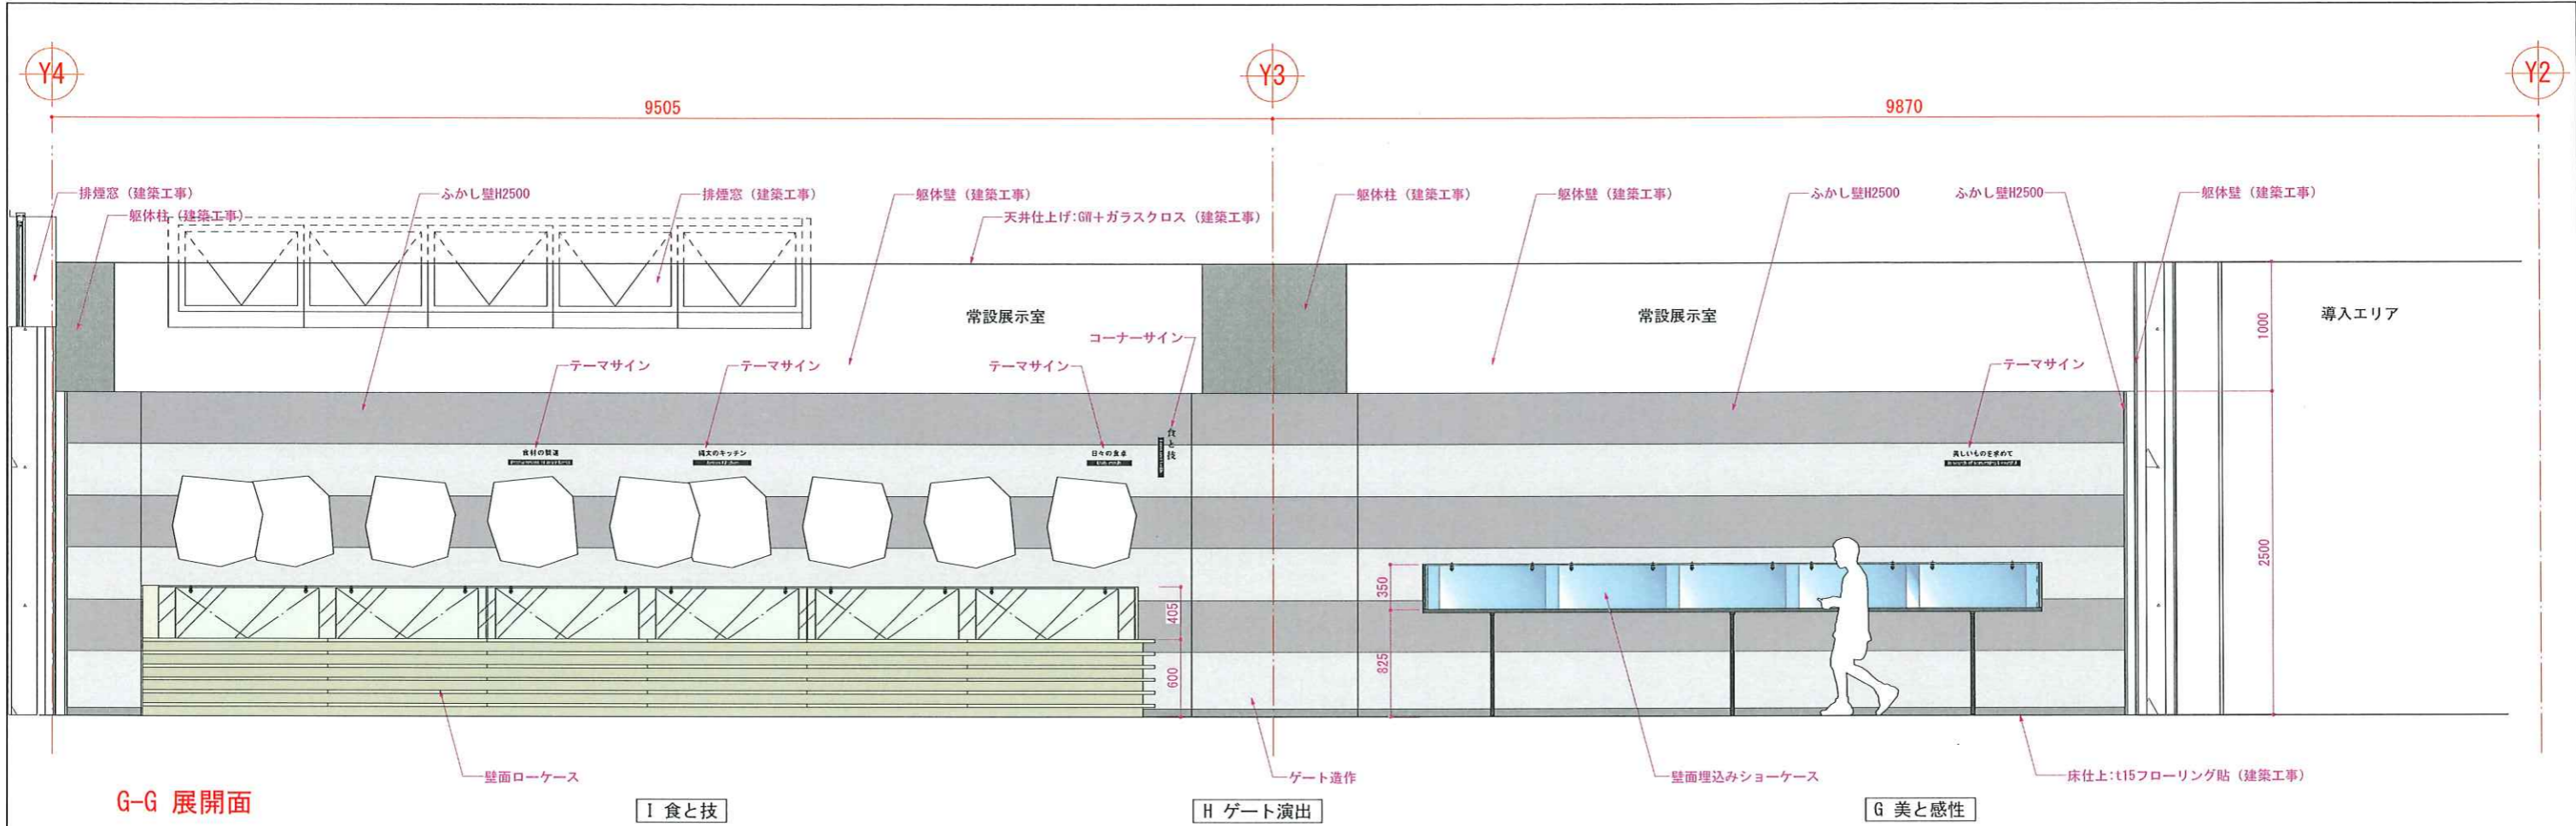 Y4
Y3
Y2
9505
9870
排煙窓（建築工事）
躯体柱（建築工事）
ふかし壁H2500
排煙窓（建築工事）
躯体壁（建築工事）
天井仕上げ:GW＋ガラスクロス（建築工事）
躯体柱（建築工事）
躯体壁（建築工事）
ふかし壁H2500
ふかし壁H2500
躯体壁（建築工事）
常設展示室
常設展示室
導入エリア
1000
コーナーサイン
テーマサイン
テーマサイン
テーマサイン
テーマサイン
食と技
食材の調達
縄文のキッチン
日々の食卓
美しいものを求めて
2500
350
405
825
600
壁面ローケース
ゲート造作
壁面埋込みショーケース
床仕上:t15フローリング貼（建築工事）
G-G 展開面
I 食と技
H ゲート演出
G 美と感性